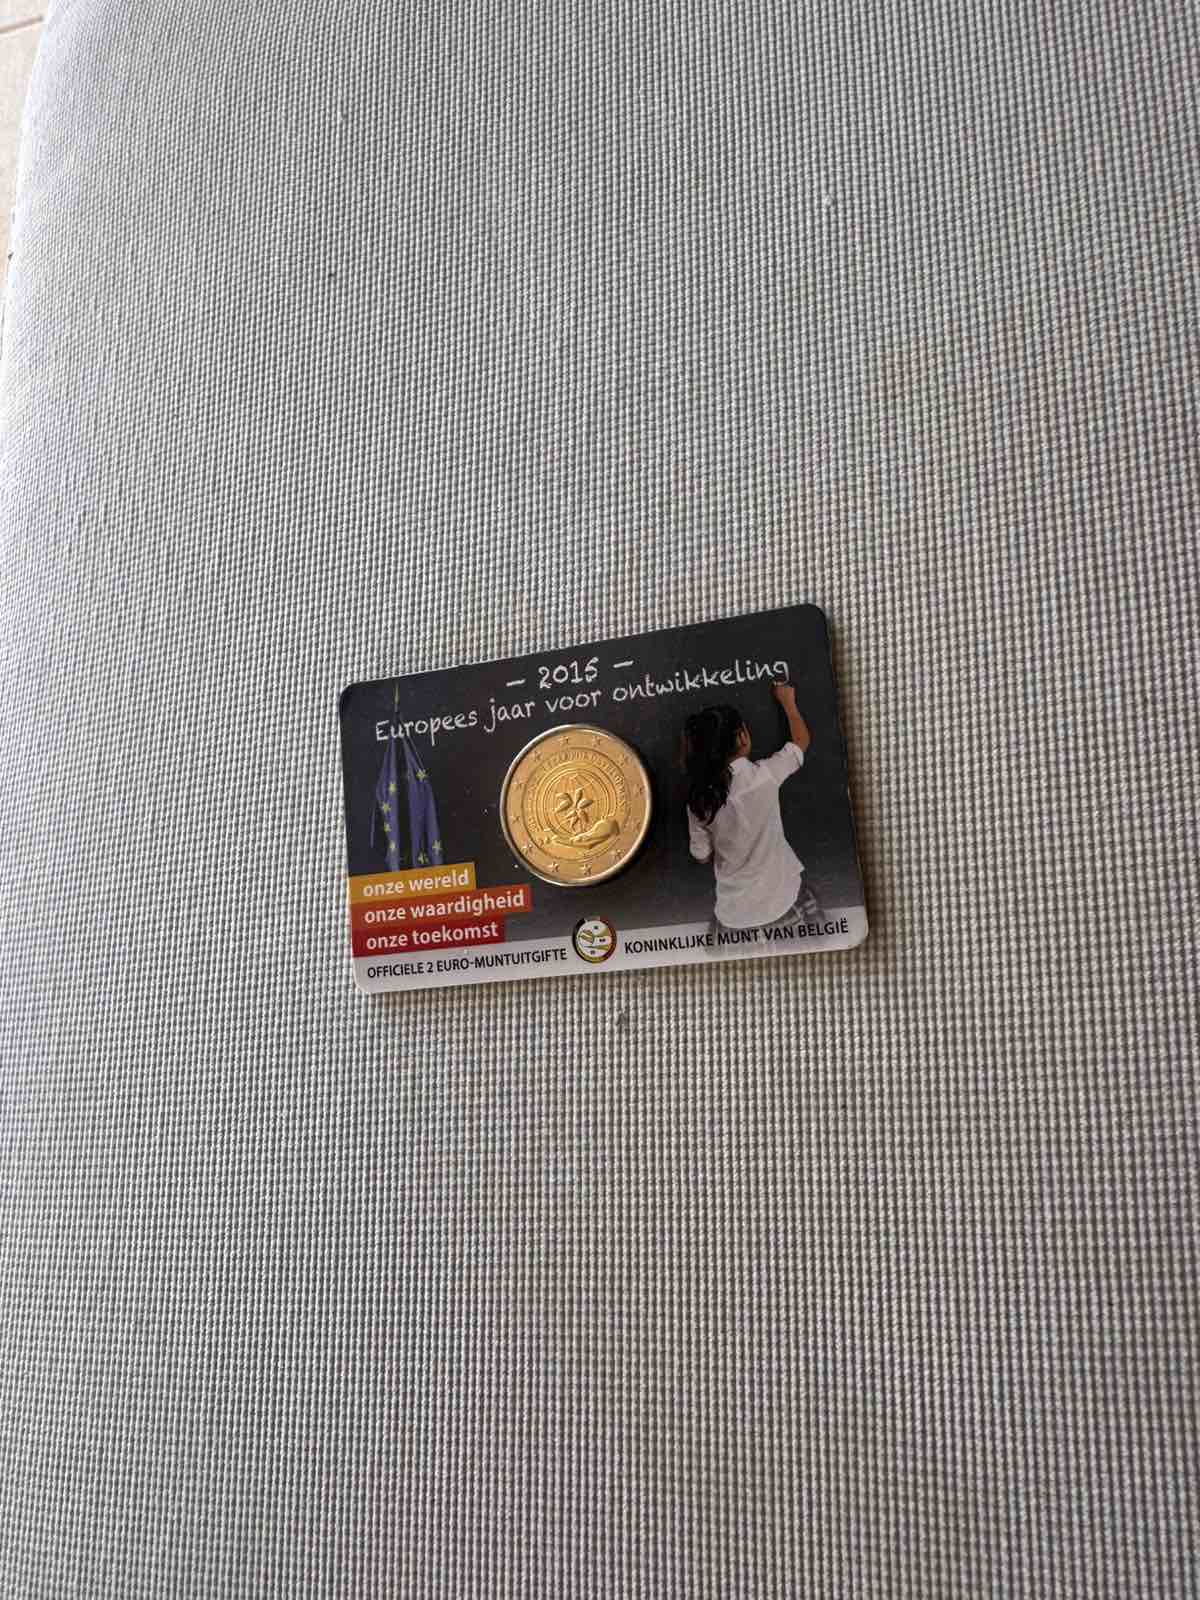 - 2015 -
Europees jaar voor ontwikkeling
onze wereld
onze waardigheid
onze toekomst
OFFICIELE 2 EURO-MUNTUITGIFTE
KONINKLIJKE MUNT VAN BELGIË